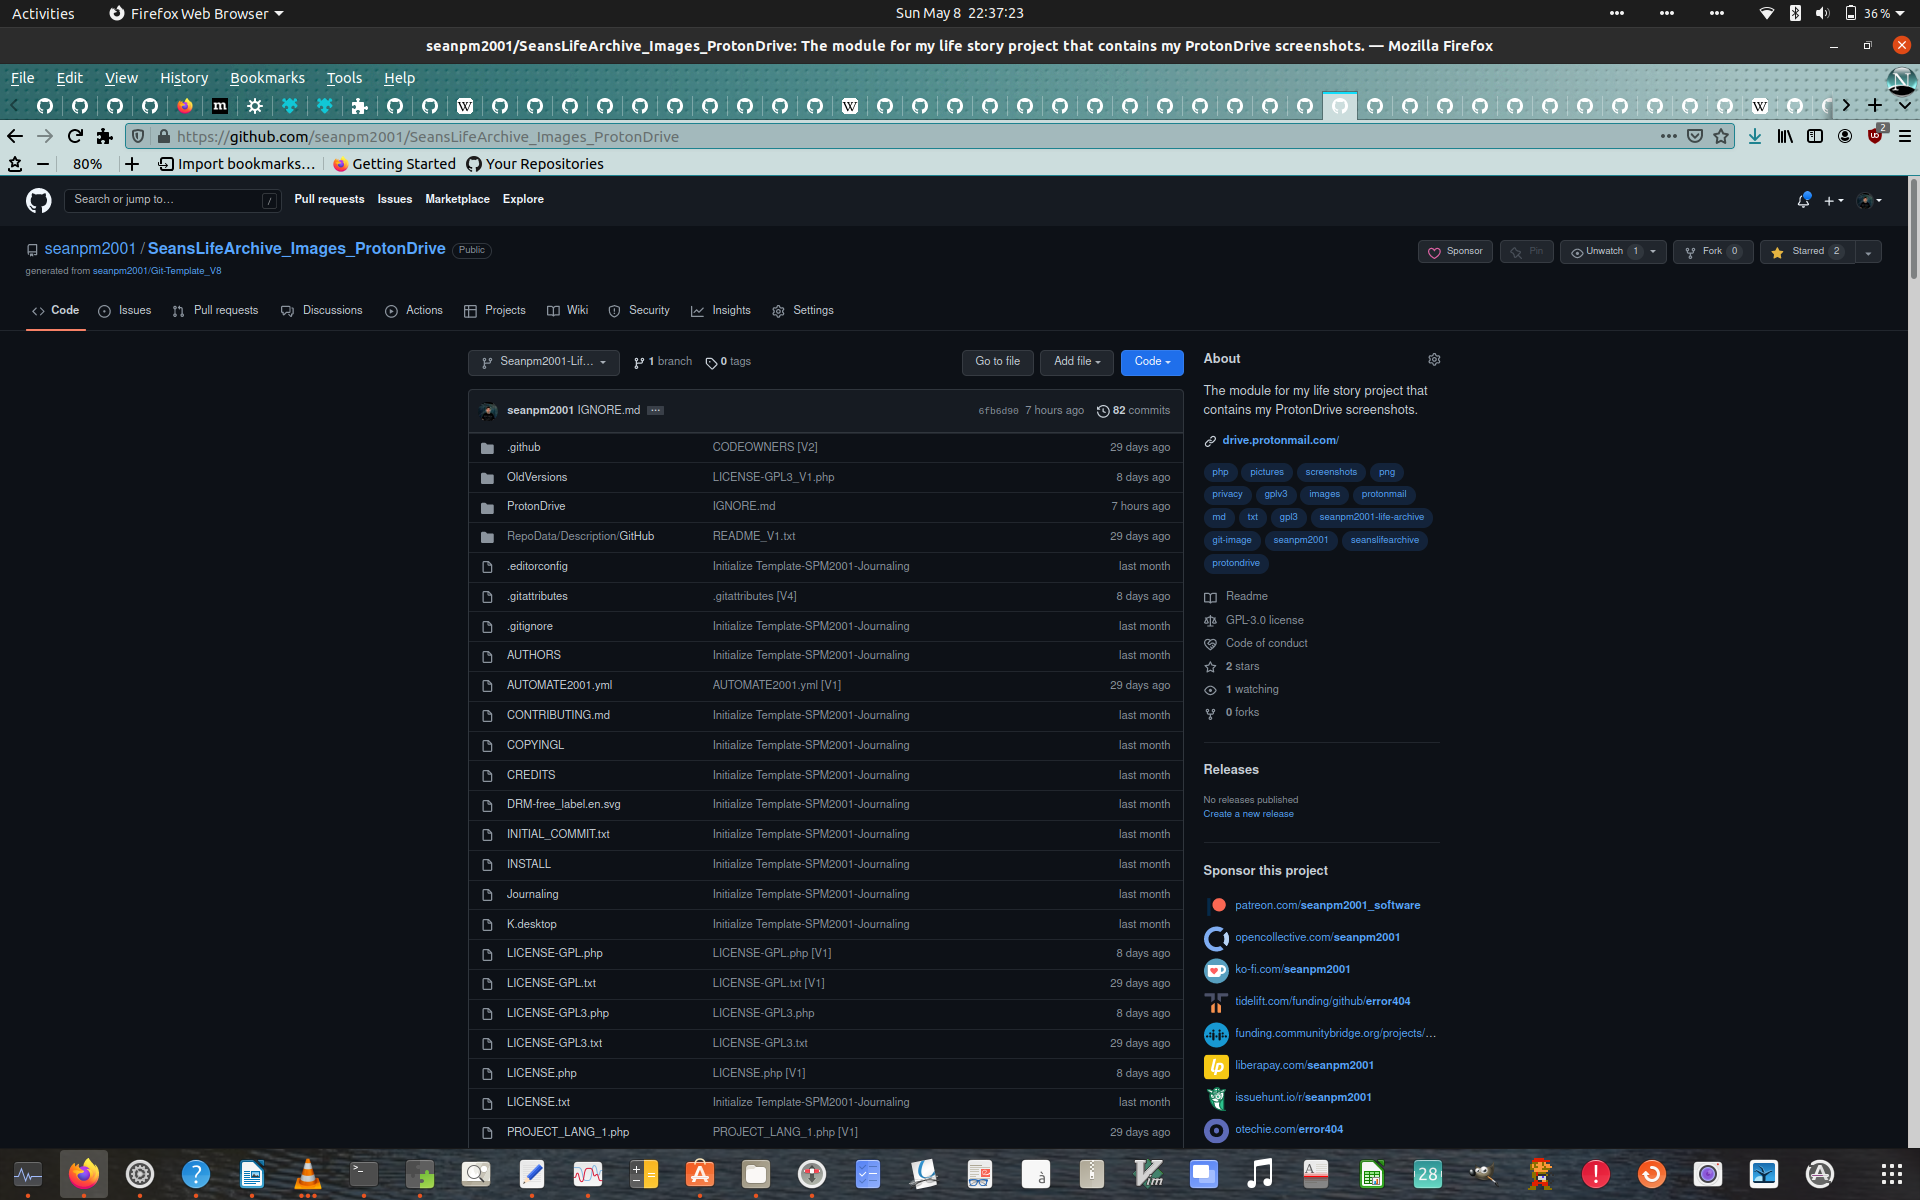 Activities
Firefox Web Browser
Sun May 8 22:37:23
36 %
seanpm2001/SeansLifeArchive_Images_ProtonDrive: The module for my life story project that contains my ProtonDrive screenshots. — Mozilla Firefox
File Edit View History Bookmarks Tools Help
https://github.com/seanpm2001/SeansLifeArchive_Images_ProtonDrive
2
80%
Import bookmarks…
Getting Started
Your Repositories
Search or jump to…
/
Pull requests
Issues
Marketplace
Explore
seanpm2001 / SeansLifeArchive_Images_ProtonDrive
Public
generated from seanpm2001/Git-Template_V8
Sponsor
Pin
Unwatch 1
Fork 0
Starred 2
Code
Issues
Pull requests
Discussions
Actions
Projects
Wiki
Security
Insights
Settings
Seanpm2001-Lif…
1 branch
0 tags
Go to file
Add file
Code
seanpm2001 IGNORE.md
6fb6d90 7 hours ago
82 commits
.github CODEOWNERS [V2] 29 days ago
OldVersions LICENSE-GPL3_V1.php 8 days ago
ProtonDrive IGNORE.md 7 hours ago
RepoData/Description/GitHub README_V1.txt 29 days ago
.editorconfig Initialize Template-SPM2001-Journaling last month
.gitattributes .gitattributes [V4] 8 days ago
.gitignore Initialize Template-SPM2001-Journaling last month
AUTHORS Initialize Template-SPM2001-Journaling last month
AUTOMATE2001.yml AUTOMATE2001.yml [V1] 29 days ago
CONTRIBUTING.md Initialize Template-SPM2001-Journaling last month
COPYINGL Initialize Template-SPM2001-Journaling last month
CREDITS Initialize Template-SPM2001-Journaling last month
DRM-free_label.en.svg Initialize Template-SPM2001-Journaling last month
INITIAL_COMMIT.txt Initialize Template-SPM2001-Journaling last month
INSTALL Initialize Template-SPM2001-Journaling last month
Journaling Initialize Template-SPM2001-Journaling last month
K.desktop Initialize Template-SPM2001-Journaling last month
LICENSE-GPL.php LICENSE-GPL.php [V1] 8 days ago
LICENSE-GPL.txt LICENSE-GPL.txt [V1] 29 days ago
LICENSE-GPL3.php LICENSE-GPL3.php 8 days ago
LICENSE-GPL3.txt LICENSE-GPL3.txt 29 days ago
LICENSE.php LICENSE.php [V1] 8 days ago
LICENSE.txt Initialize Template-SPM2001-Journaling last month
PROJECT_LANG_1.php PROJECT_LANG_1.php [V1] 29 days ago
About
The module for my life story project that
contains my ProtonDrive screenshots.
drive.protonmail.com/
php pictures screenshots png
privacy gplv3 images protonmail
md txt gpl3 seanpm2001-life-archive
git-image seanpm2001 seanslifearchive
protondrive
Readme
GPL-3.0 license
Code of conduct
2 stars
1 watching
0 forks
Releases
No releases published
Create a new release
Sponsor this project
patreon.com/seanpm2001_software
opencollective.com/seanpm2001
ko-fi.com/seanpm2001
tidelift.com/funding/github/error404
funding.communitybridge.org/projects/…
liberapay.com/seanpm2001
issuehunt.io/r/seanpm2001
otechie.com/error404
28